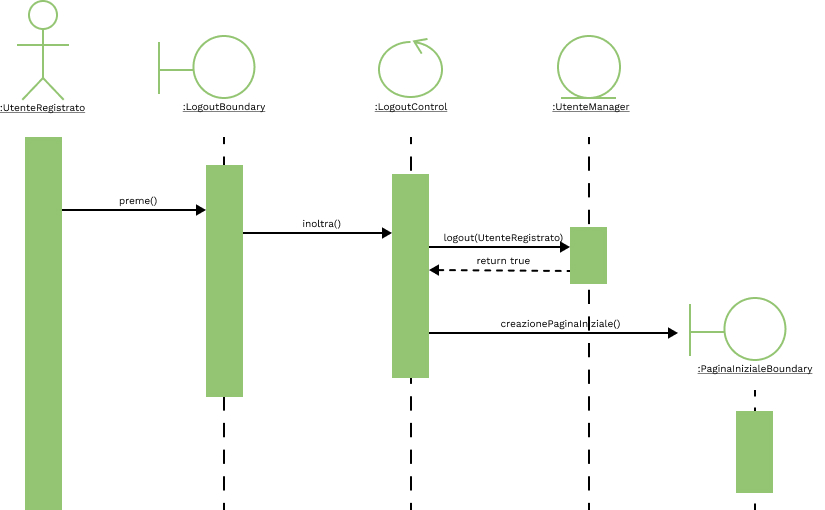 :UtenteRegistrato
:LogoutBoundary
:LogoutControl
:UtenteManager
preme()
inoltra()
logout(UtenteRegistrato)
return true
creazionePaginaIniziale()
:PaginaInizialeBoundary